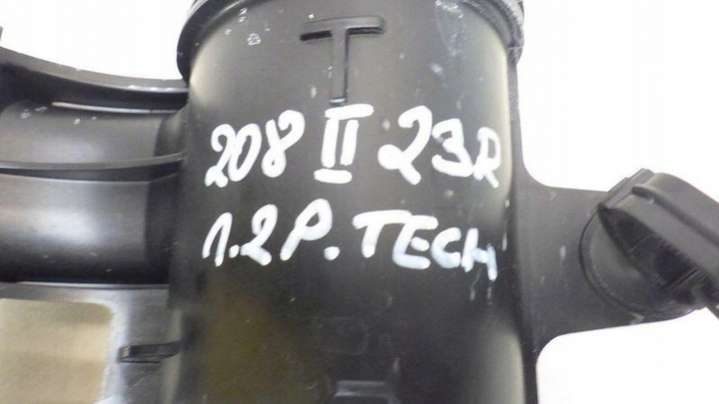 T
208 II 23R
1.2 P. TECH